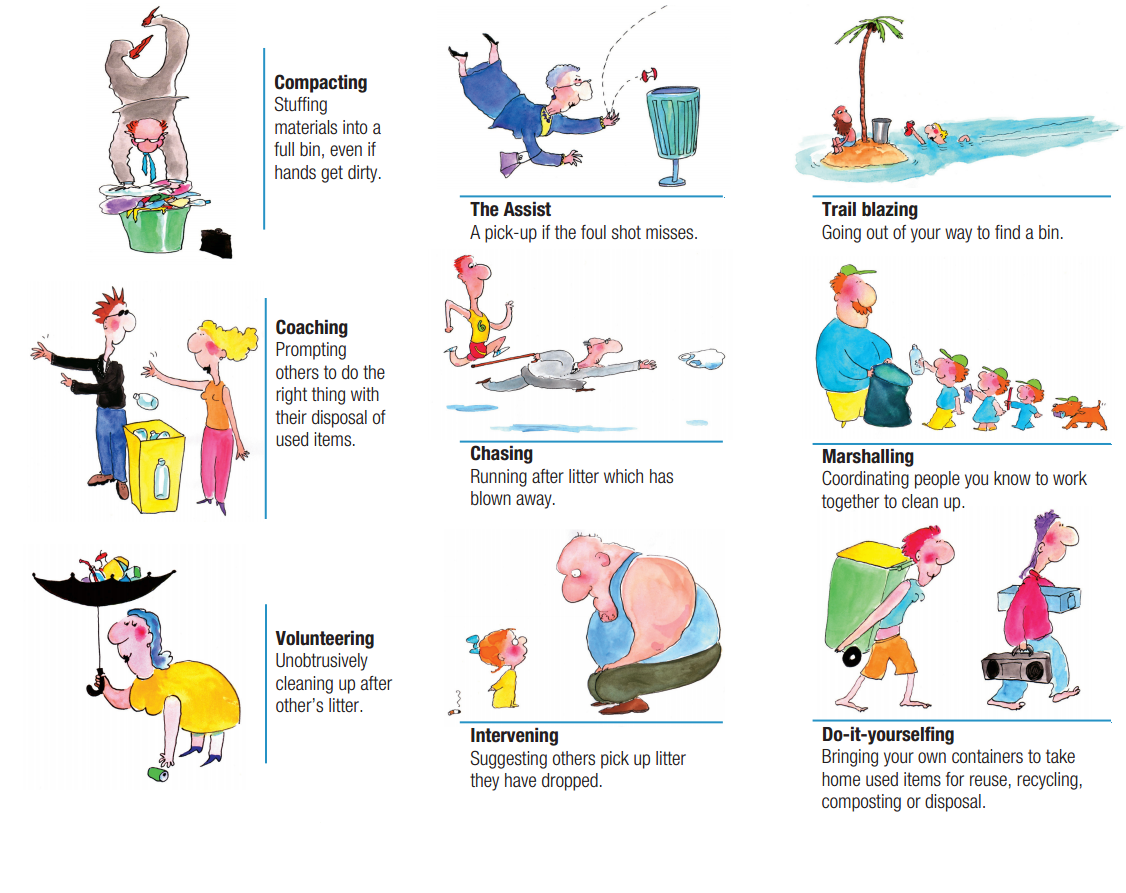 Compacting
Stuffing
materials into a
full bin, even if
hands get dirty.
The Assist
A pick-up if the foul shot misses.
Trail blazing
Going out of your way to find a bin.
Coaching
Prompting
others to do the
right thing with
their disposal of
used items.
6
Chasing
Running after litter which has
blown away.
Marshalling
Coordinating people you know to work
together to clean up.
Volunteering
Unobtrusively
cleaning up after
other’s litter.
Intervening
Suggesting others pick up litter
they have dropped.
Do-it-yourselfing
Bringing your own containers to take
home used items for reuse, recycling,
composting or disposal.